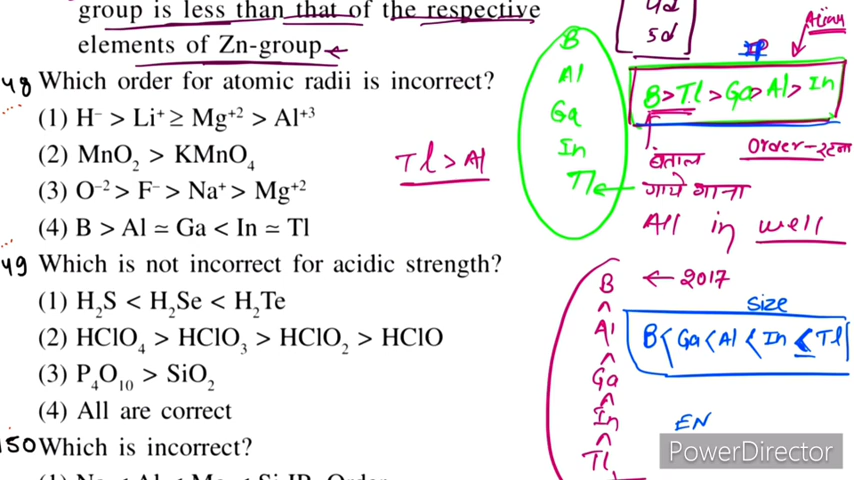 group is less than that of the respective
elements of Zn-group
48 Which order for atomic radii is incorrect?
(1) H⁻ > Li⁺ ≥ Mg⁺² > Al⁺³
(2) MnO₂ > KMnO₄
(3) O⁻² > F⁻ > Na⁺ > Mg⁺²
(4) B > Al ≃ Ga < In ≃ Tl
49 Which is not incorrect for acidic strength?
(1) H₂S < H₂Se < H₂Te
(2) HClO₄ > HClO₃ > HClO₂ > HClO
(3) P₄O₁₀ > SiO₂
(4) All are correct
150 Which is incorrect?
Tl > Al
B
Al
Ga
In
Tl
4d
5d
IP
B > Tl > Ga > Al > In
बैताल
order - रटना
गाये गाना
All in well
B ← 2017
^
Al
^
Ga
^
In
^
Tl
size
B < Ga < Al < In ≤ Tl
EN
PowerDirector